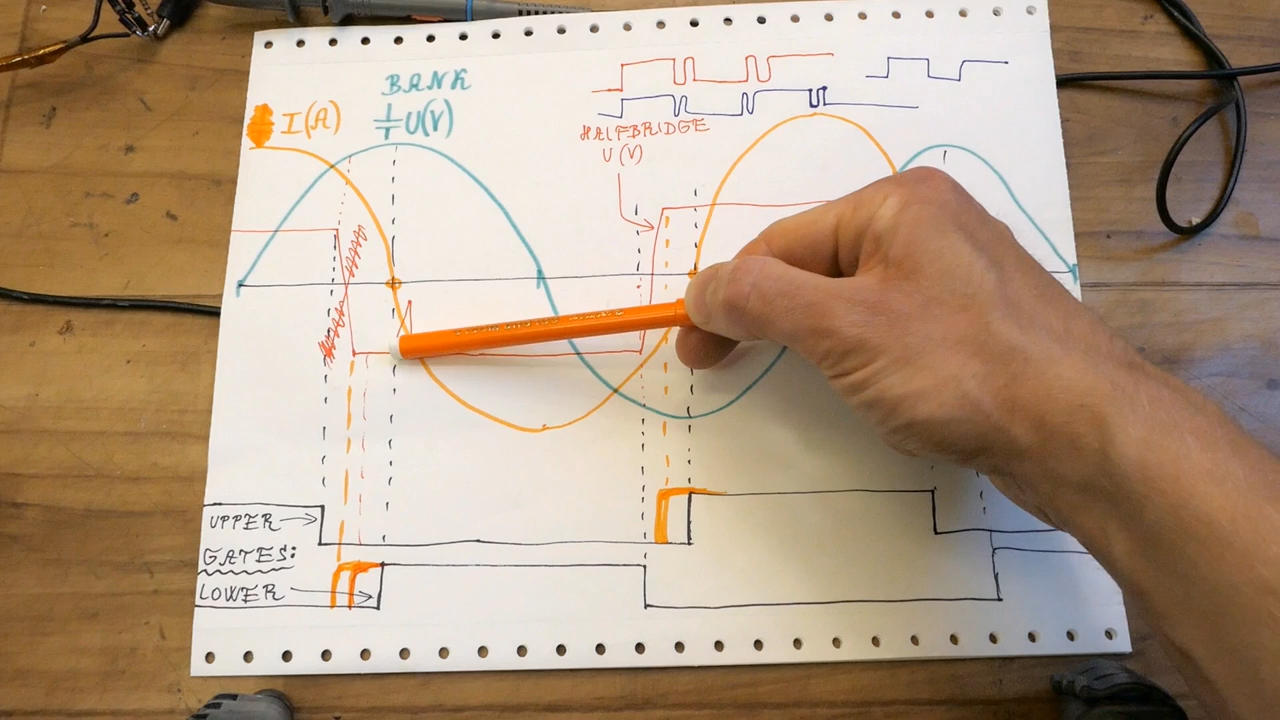 BANK
I(A)
U(V)
HALFBRIDGE
U(V)
UPPER
GATES:
LOWER